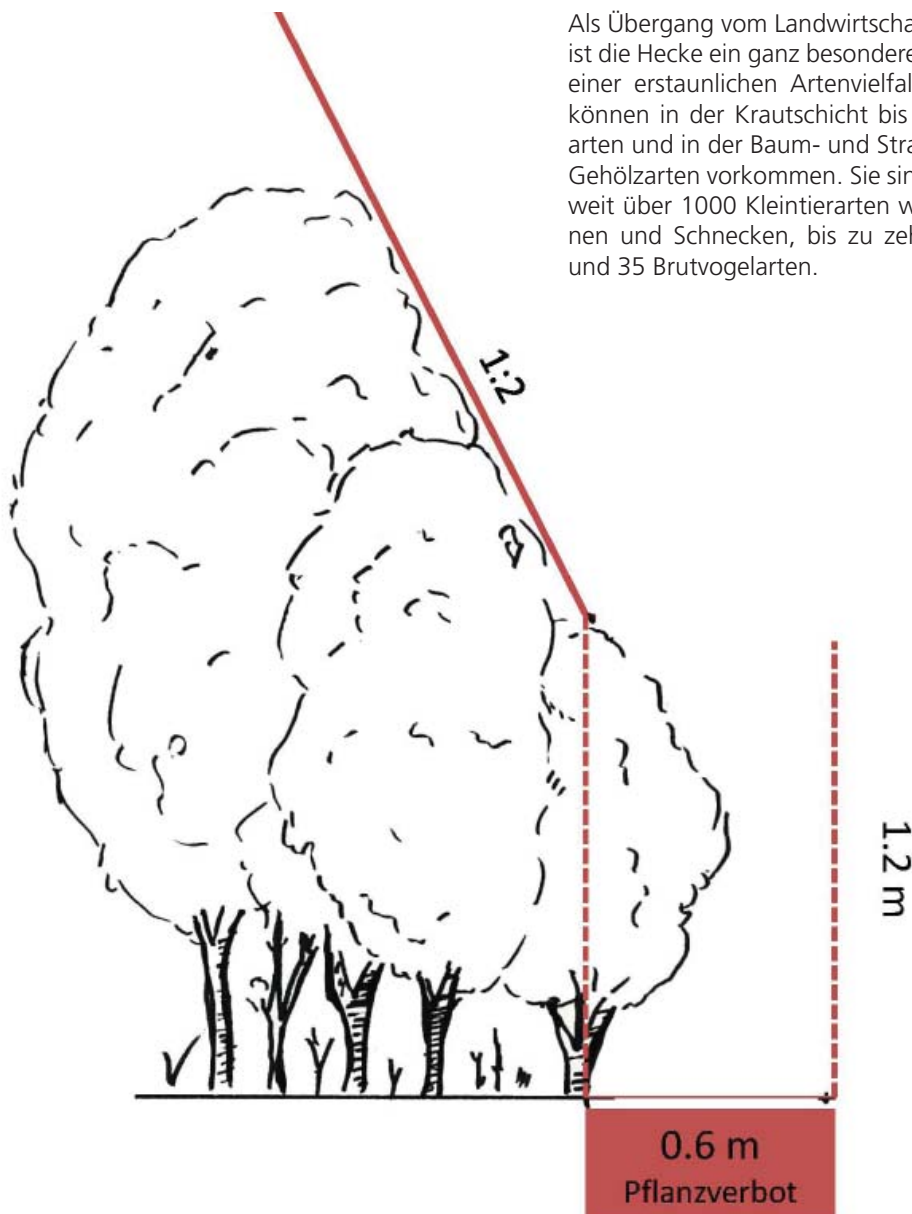 Als Übergang vom Landwirtscha
ist die Hecke ein ganz besondere
einer erstaunlichen Artenvielfal
können in der Krautschicht bis
arten und in der Baum- und Stra
Gehölzarten vorkommen. Sie sin
weit über 1000 Kleintierarten w
nen und Schnecken, bis zu zeh
und 35 Brutvogelarten.
1:2
1.2 m
0.6 m
Pflanzverbot